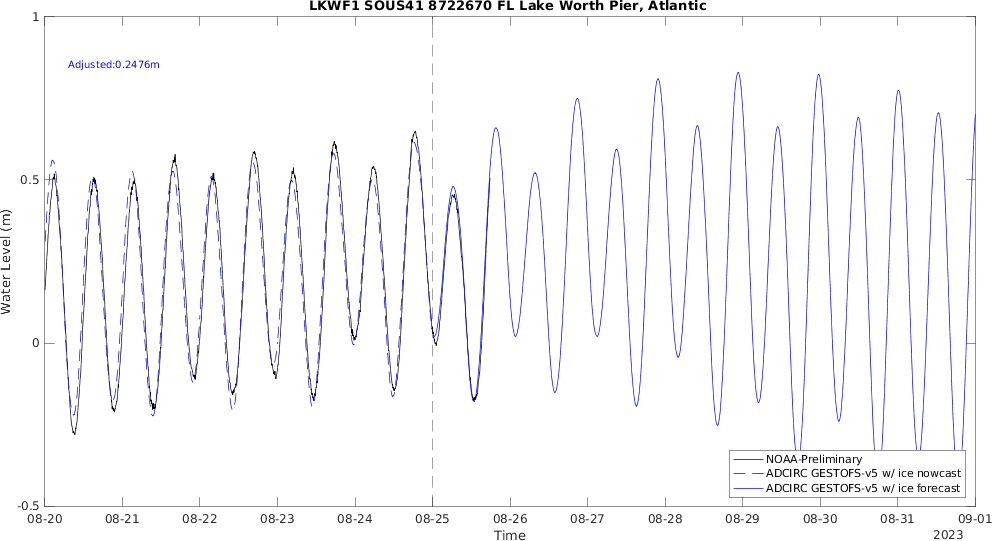 LKWF1 SOUS41 8722670 FL Lake Worth Pier, Atlantic
Adjusted:0.2476m
Water Level (m)
1
0.5
0
-0.5
08-20 08-21 08-22 08-23 08-24 08-25 08-26 08-27 08-28 08-29 08-30 08-31 09-01
Time
2023
NOAA-Preliminary
ADCIRC GESTOFS-v5 w/ ice nowcast
ADCIRC GESTOFS-v5 w/ ice forecast